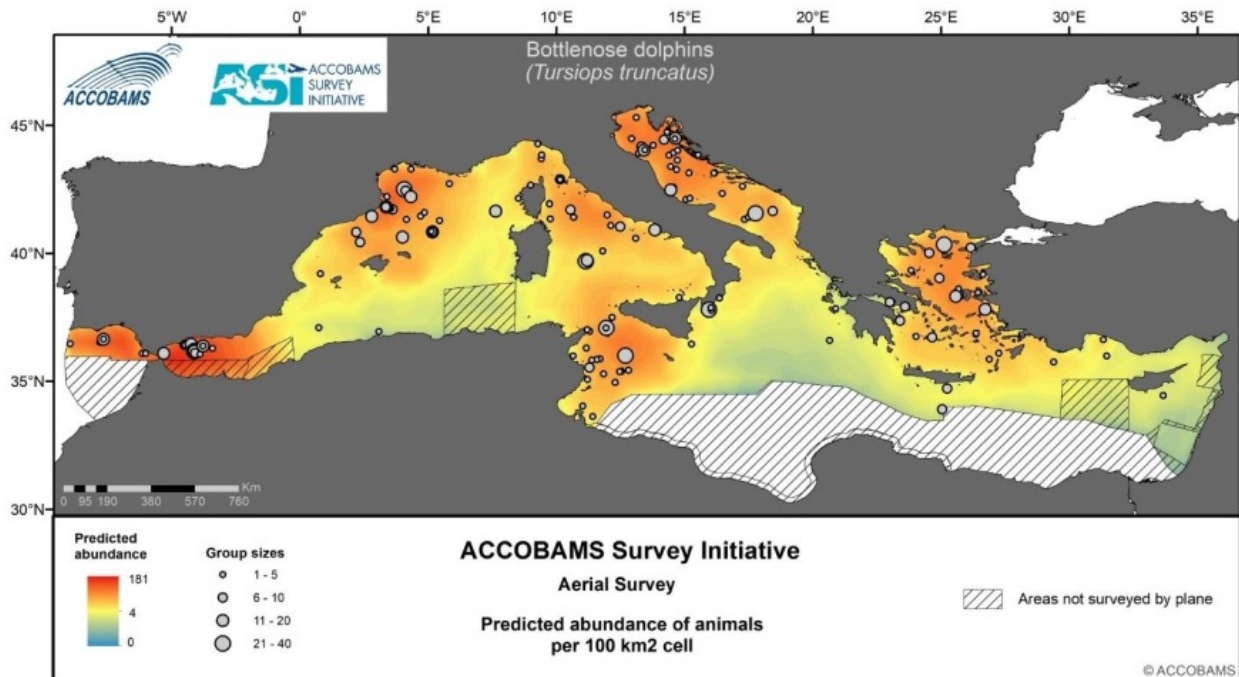 5°W 0° 5°E 10°E 15°E 20°E 25°E 30°E 35°E
Bottlenose dolphins
(Tursiops truncatus)
ACCOBAMS
ASI
ACCOBAMS
SURVEY
INITIATIVE
45°N
40°N
35°N
30°N
Km
0 95 190 380 570 760
Predicted
abundance
181
4
0
Group sizes
1 - 5
6 - 10
11 - 20
21 - 40
ACCOBAMS Survey Initiative
Aerial Survey
Predicted abundance of animals
per 100 km2 cell
Areas not surveyed by plane
© ACCOBAMS